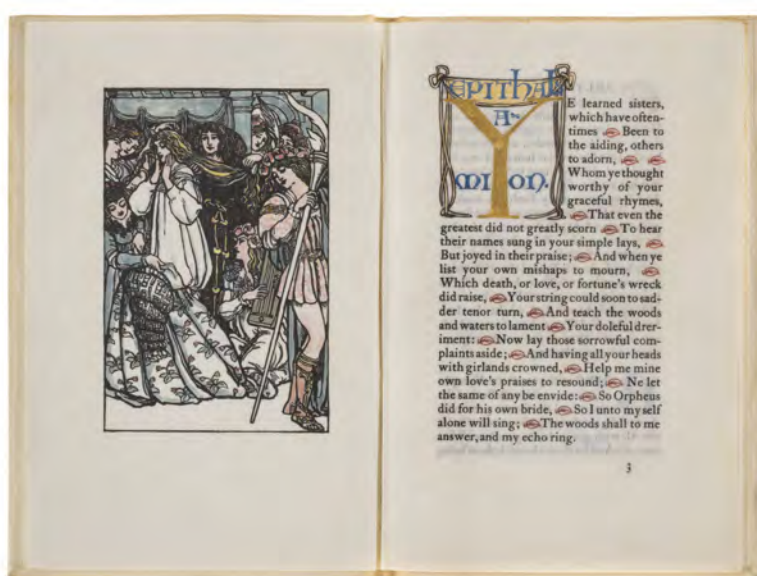 EPITHAL
A
MI ON.
YE learned sisters,
which have often-
times Been to
the aiding, others
to adorn,
Whom ye thought
worthy of your
graceful rhymes,
That even the
greatest did not greatly scorn To hear
their names sung in your simple lays,
But joyed in their praise; And when ye
list your own mishaps to mourn,
Which death, or love, or fortune's wreck
did raise, Your string could soon to sad-
der tenor turn, And teach the woods
and waters to lament Your doleful drer-
iment: Now lay those sorrowful com-
plaints aside; And having all your heads
with girlands crowned, Help me mine
own love's praises to resound; Ne let
the same of any be envide: So Orpheus
did for his own bride, So I unto my self
alone will sing; The woods shall to me
answer, and my echo ring.
3